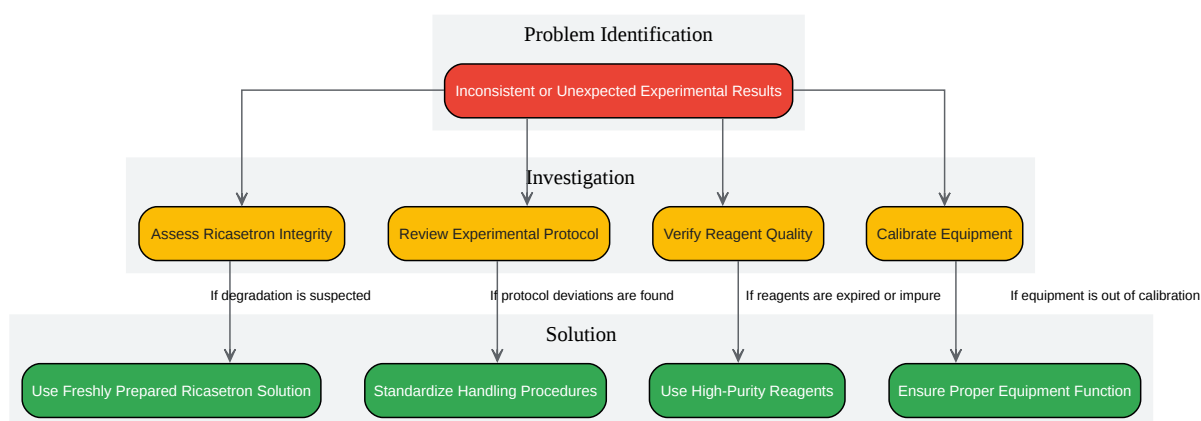 Problem Identification
Inconsistent or Unexpected Experimental Results
Investigation
Assess Ricasetron Integrity
Review Experimental Protocol
Verify Reagent Quality
Calibrate Equipment
If degradation is suspected
If protocol deviations are found
If reagents are expired or impure
If equipment is out of calibration
Solution
Use Freshly Prepared Ricasetron Solution
Standardize Handling Procedures
Use High-Purity Reagents
Ensure Proper Equipment Function